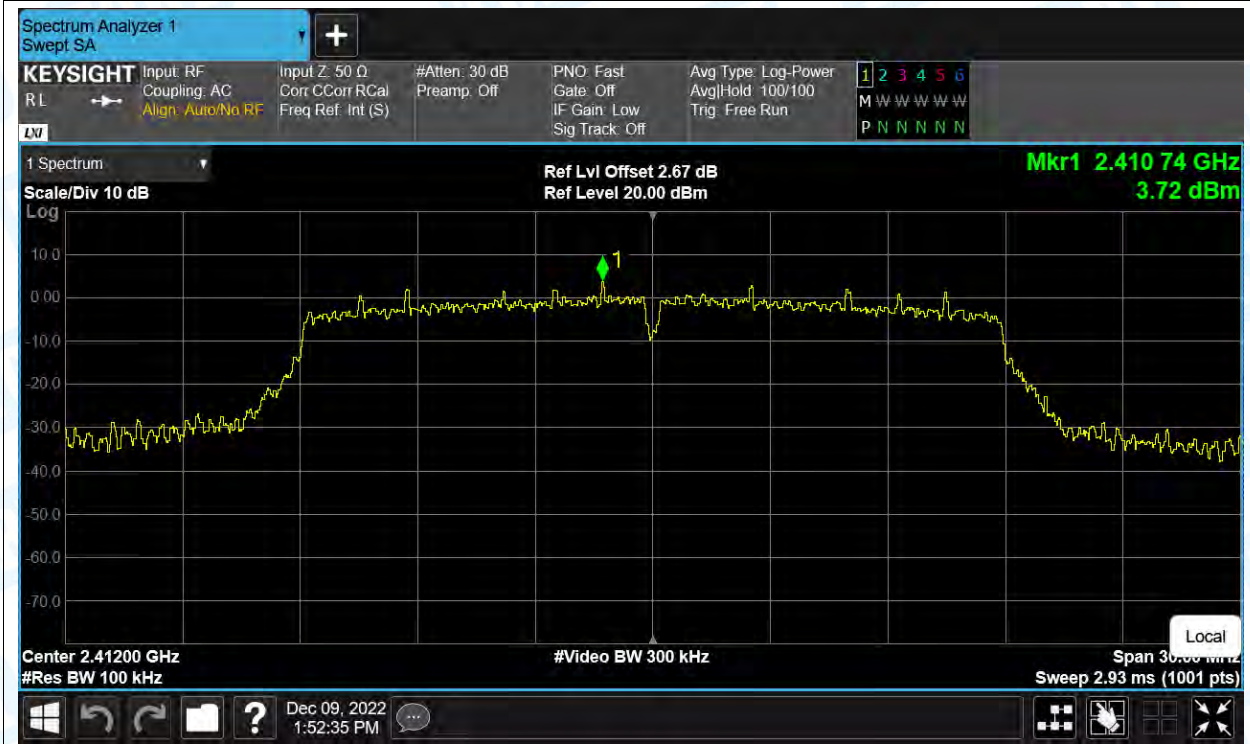 Spectrum Analyzer 1
Swept SA
+
KEYSIGHT Input: RF Input Z: 50 Ω #Atten: 30 dB PNO: Fast Avg Type: Log-Power 1 2 3 4 5 6
RL Coupling: AC Corr CCorr RCal Preamp: Off Gate: Off Avg|Hold: 100/100 M W W W W W
Align: Auto/No RF Freq Ref: Int (S) IF Gain: Low Trig: Free Run
LXI Sig Track: Off P N N N N N
1 Spectrum Ref Lvl Offset 2.67 dB Mkr1 2.410 74 GHz
Scale/Div 10 dB Ref Level 20.00 dBm 3.72 dBm
Log
10.0
1
0.00
-10.0
-20.0
-30.0
-40.0
-50.0
-60.0
-70.0
Local
Center 2.41200 GHz #Video BW 300 kHz Span 30.00 MHz
#Res BW 100 kHz Sweep 2.93 ms (1001 pts)
? Dec 09, 2022
1:52:35 PM